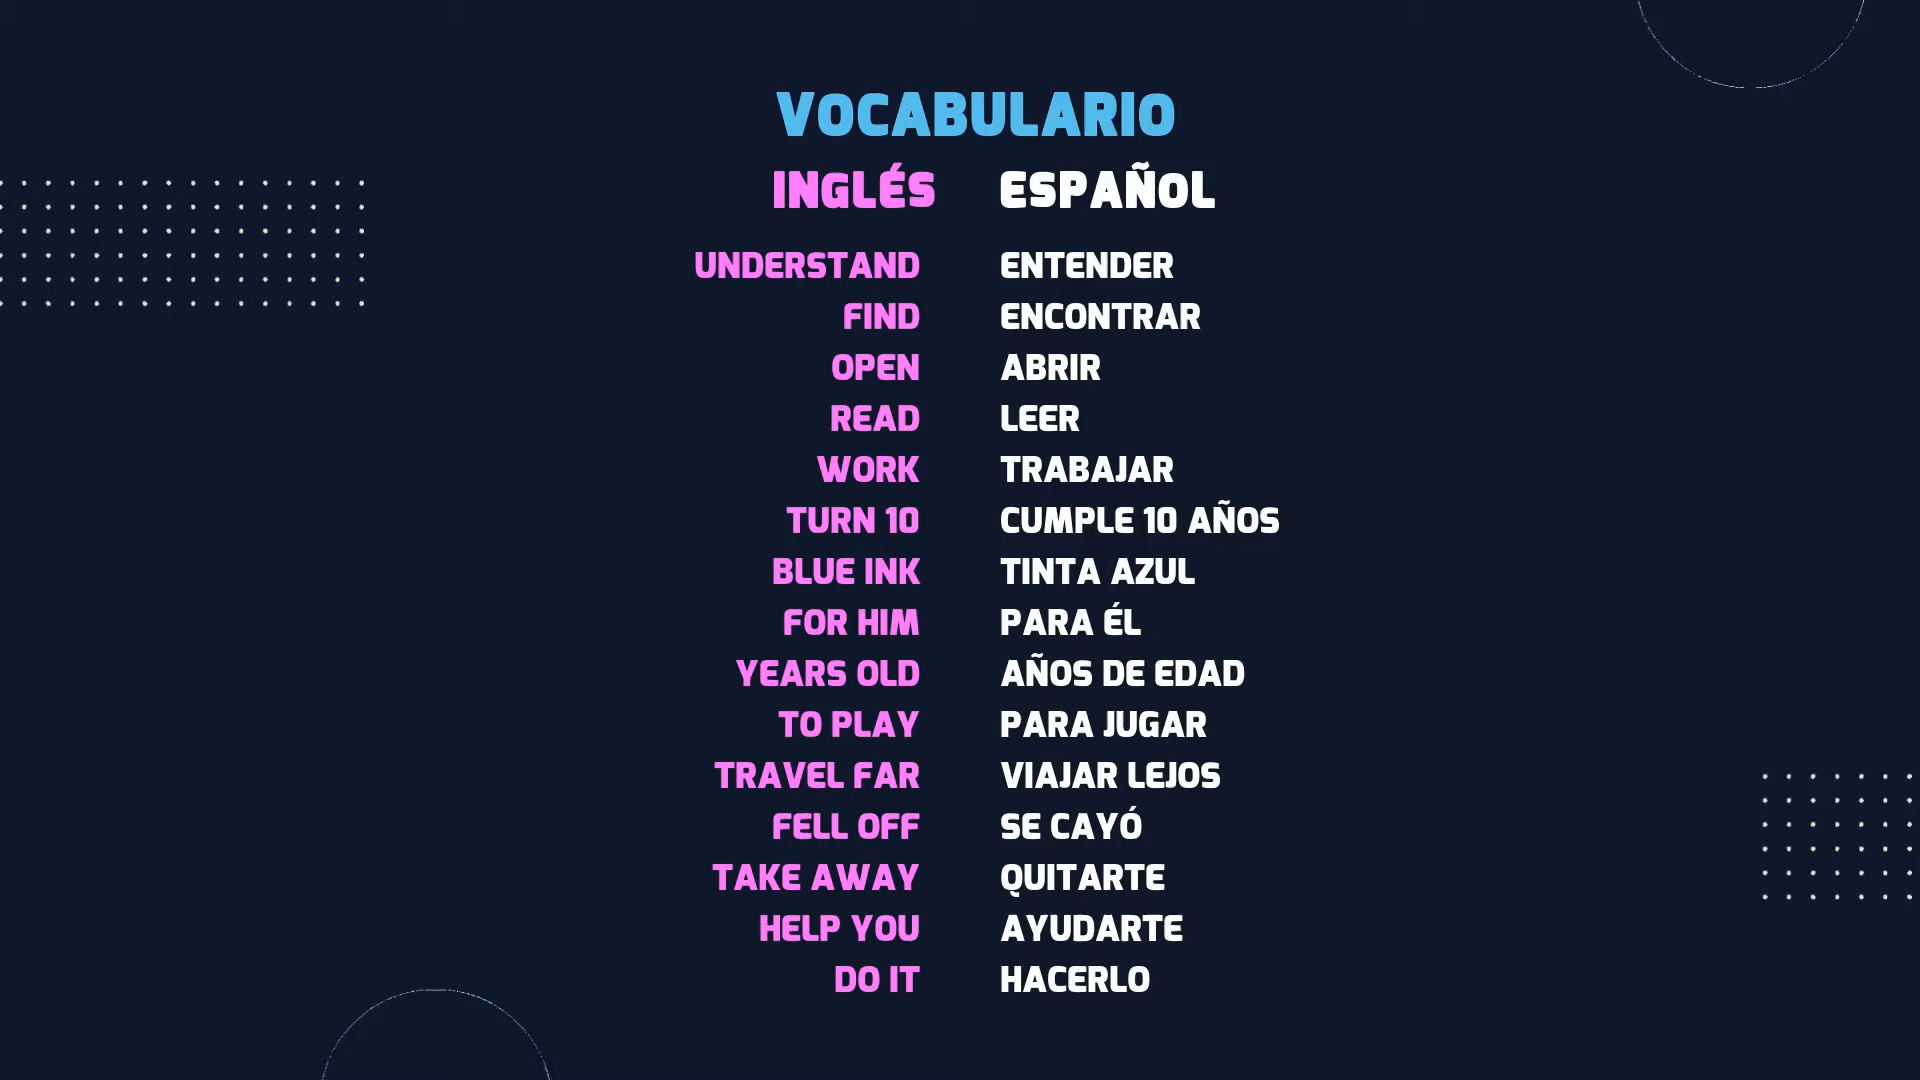 VOCABULARIO
INGLÉS ESPAÑOL
UNDERSTAND ENTENDER
FIND ENCONTRAR
OPEN ABRIR
READ LEER
WORK TRABAJAR
TURN 10 CUMPLE 10 AÑOS
BLUE INK TINTA AZUL
FOR HIM PARA ÉL
YEARS OLD AÑOS DE EDAD
TO PLAY PARA JUGAR
TRAVEL FAR VIAJAR LEJOS
FELL OFF SE CAYÓ
TAKE AWAY QUITARTE
HELP YOU AYUDARTE
DO IT HACERLO